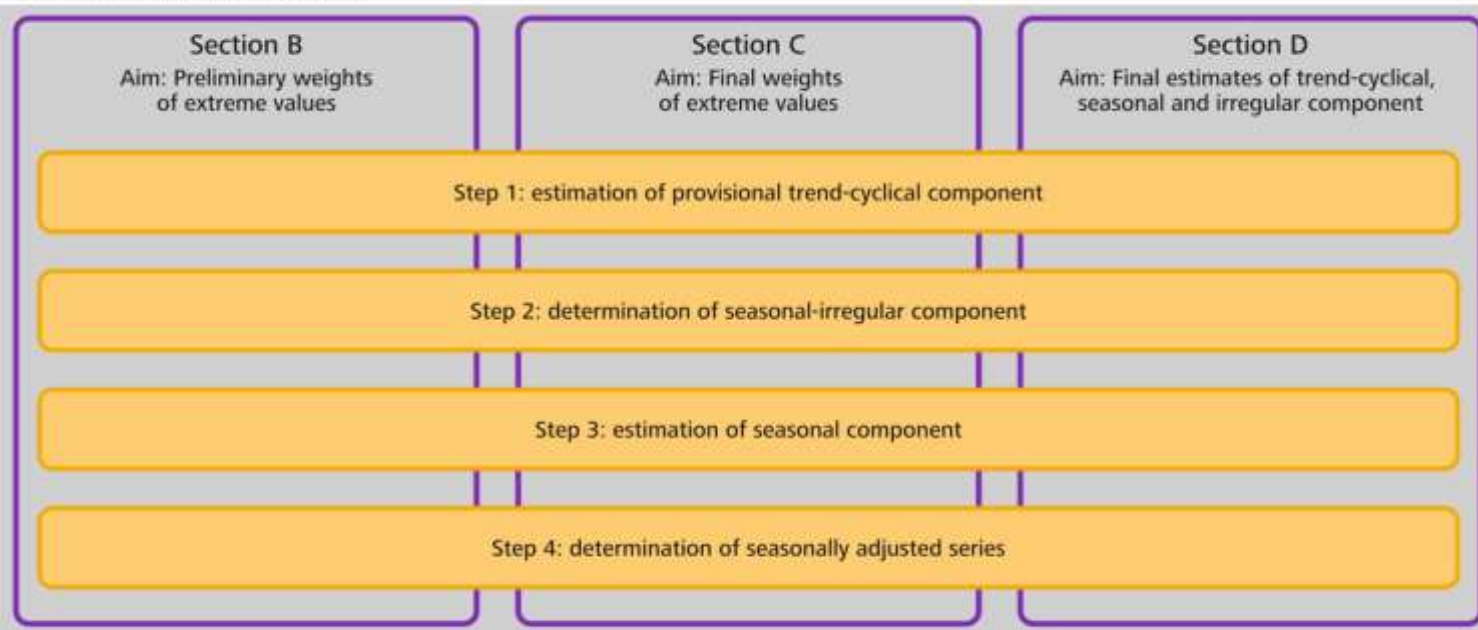 Section B
Aim: Preliminary weights
of extreme values
Section C
Aim: Final weights
of extreme values
Section D
Aim: Final estimates of trend-cyclical,
seasonal and irregular component
Step 1: estimation of provisional trend-cyclical component
Step 2: determination of seasonal-irregular component
Step 3: estimation of seasonal component
Step 4: determination of seasonally adjusted series